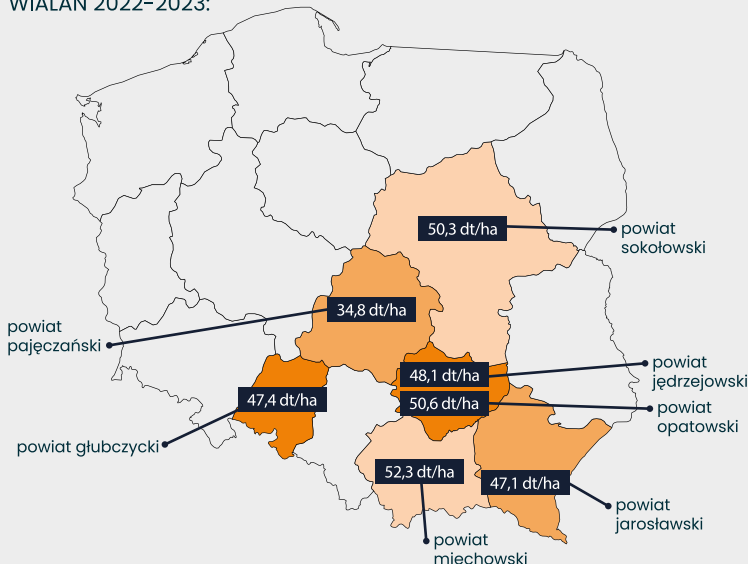 WIALAN 2022-2023:
50,3 dt/ha
powiat
sokołowski
34,8 dt/ha
powiat
pajęczański
48,1 dt/ha
powiat
jędrzejowski
47,4 dt/ha
50,6 dt/ha
powiat
opatowski
powiat głubczycki
52,3 dt/ha
47,1 dt/ha
powiat
jarosławski
powiat
miechowski